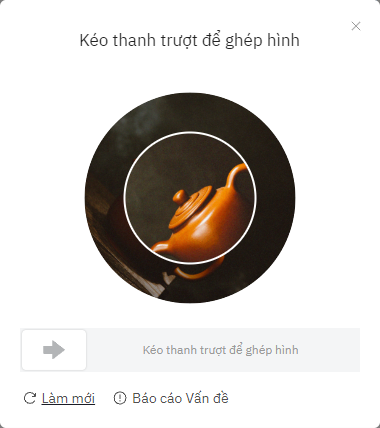 Kéo thanh trượt để ghép hình
Kéo thanh trượt để ghép hình
Làm mới Báo cáo Vấn đề